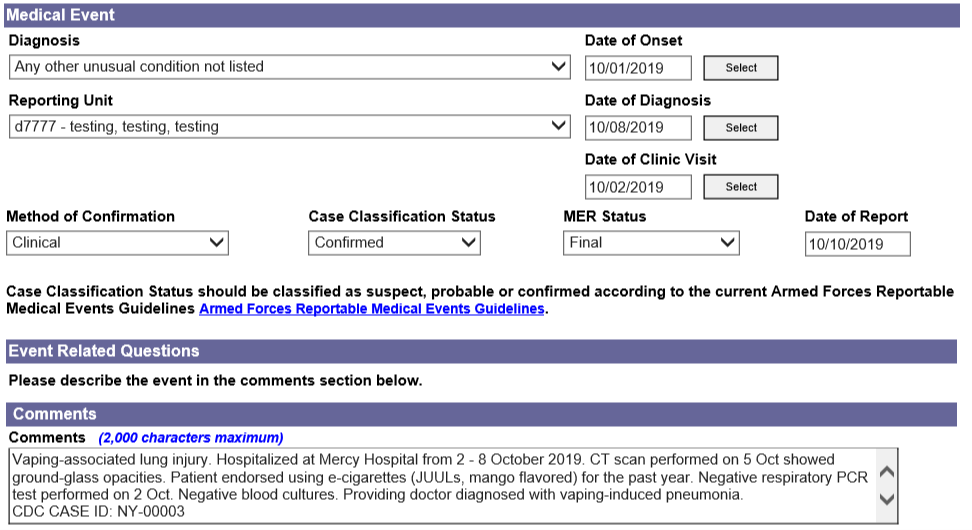 Medical Event
Diagnosis
Date of Onset
Any other unusual condition not listed
10/01/2019
Select
Reporting Unit
Date of Diagnosis
d7777 - testing, testing, testing
10/08/2019
Select
Date of Clinic Visit
10/02/2019
Select
Method of Confirmation
Case Classification Status
MER Status
Date of Report
Clinical
Confirmed
Final
10/10/2019
Case Classification Status should be classified as suspect, probable or confirmed according to the current Armed Forces Reportable
Medical Events Guidelines Armed Forces Reportable Medical Events Guidelines.
Event Related Questions
Please describe the event in the comments section below.
Comments
Comments (2,000 characters maximum)
Vaping-associated lung injury. Hospitalized at Mercy Hospital from 2 - 8 October 2019. CT scan performed on 5 Oct showed
ground-glass opacities. Patient endorsed using e-cigarettes (JUULs, mango flavored) for the past year. Negative respiratory PCR
test performed on 2 Oct. Negative blood cultures. Providing doctor diagnosed with vaping-induced pneumonia.
CDC CASE ID: NY-00003